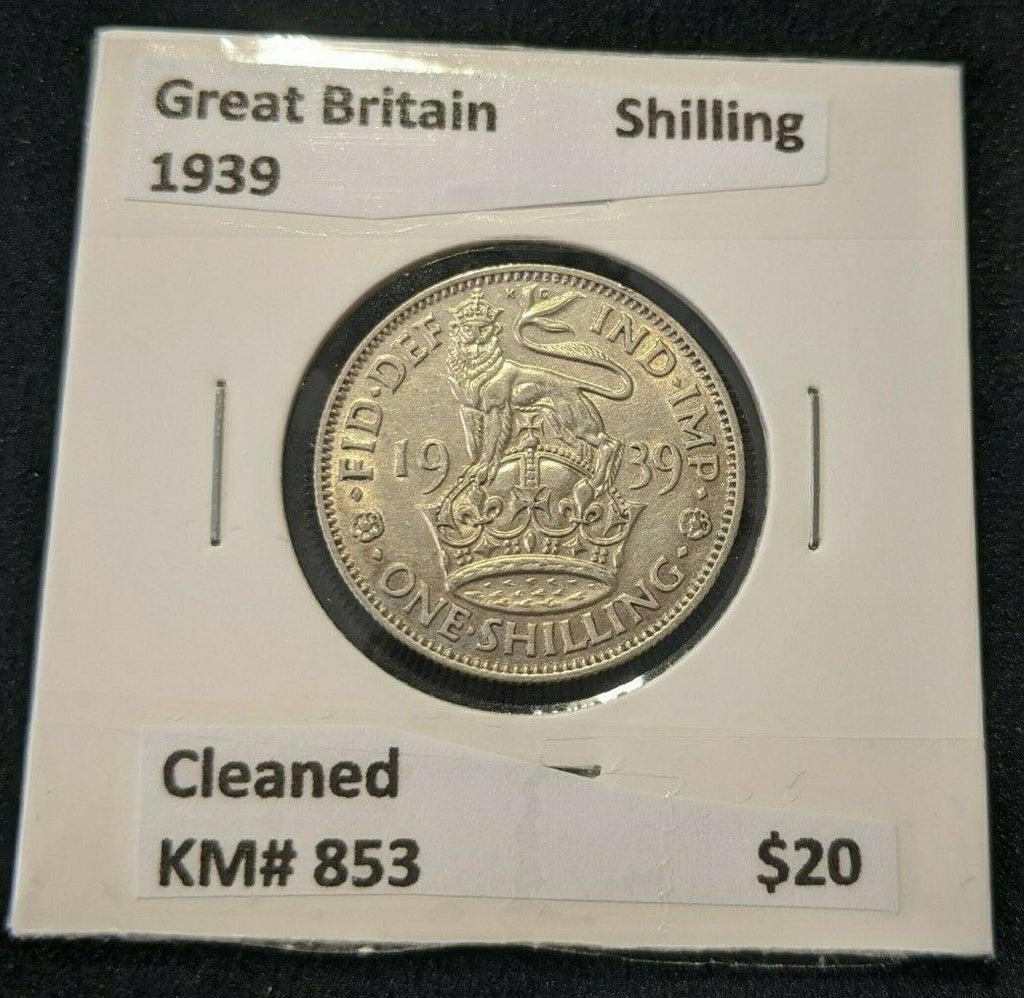 Great Britain Shilling
1939
K G
·FID·DEF IND·IMP·
19 39
·ONE·SHILLING·
Cleaned
KM# 853 $20